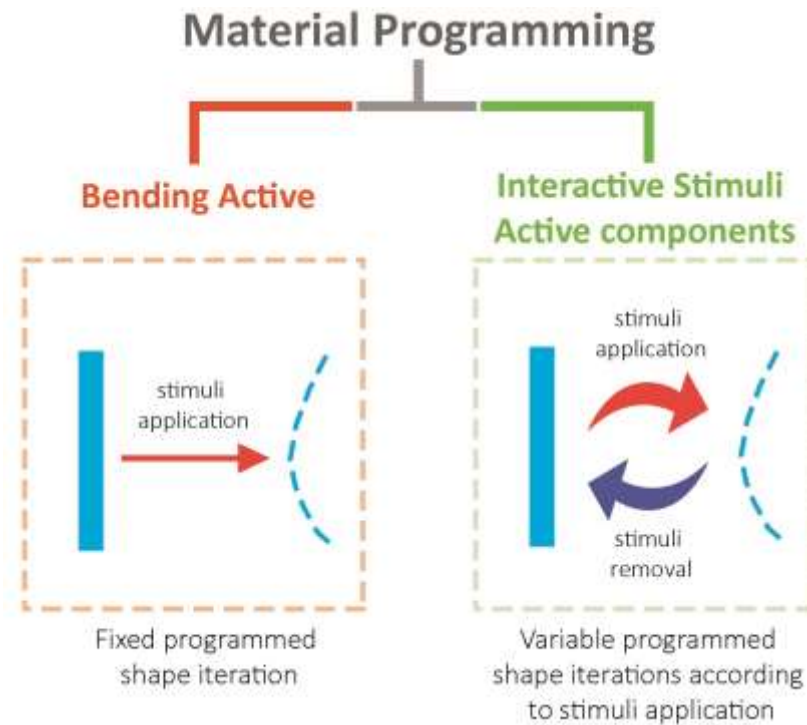 Material Programming
Bending Active
Interactive Stimuli
Active components
stimuli
application
stimuli
application
stimuli
removal
Fixed programmed
shape iteration
Variable programmed
shape iterations according
to stimuli application